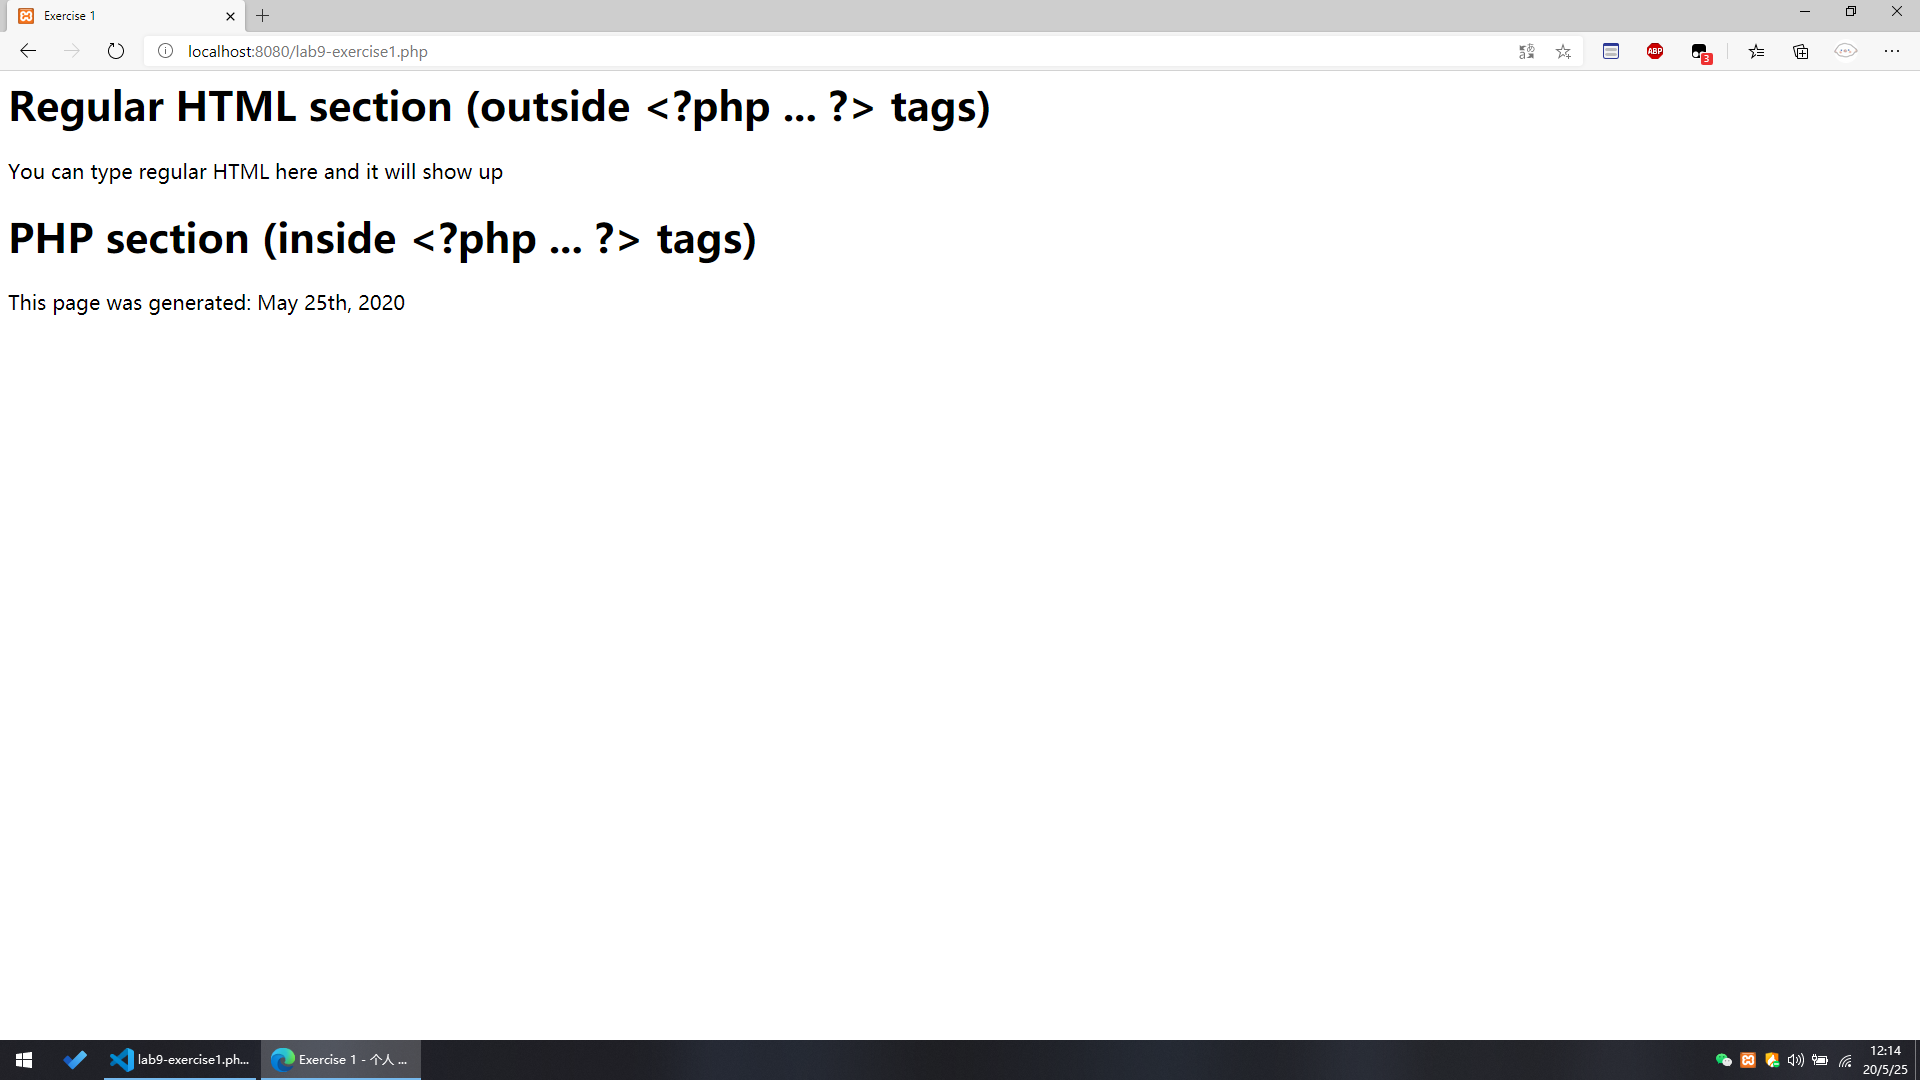 Exercise 1
localhost:8080/lab9-exercise1.php
ABP
3
Regular HTML section (outside <?php ... ?> tags)
You can type regular HTML here and it will show up
PHP section (inside <?php ... ?> tags)
This page was generated: May 25th, 2020
lab9-exercise1.ph...
Exercise 1 - 个人 ...
12:14
20/5/25